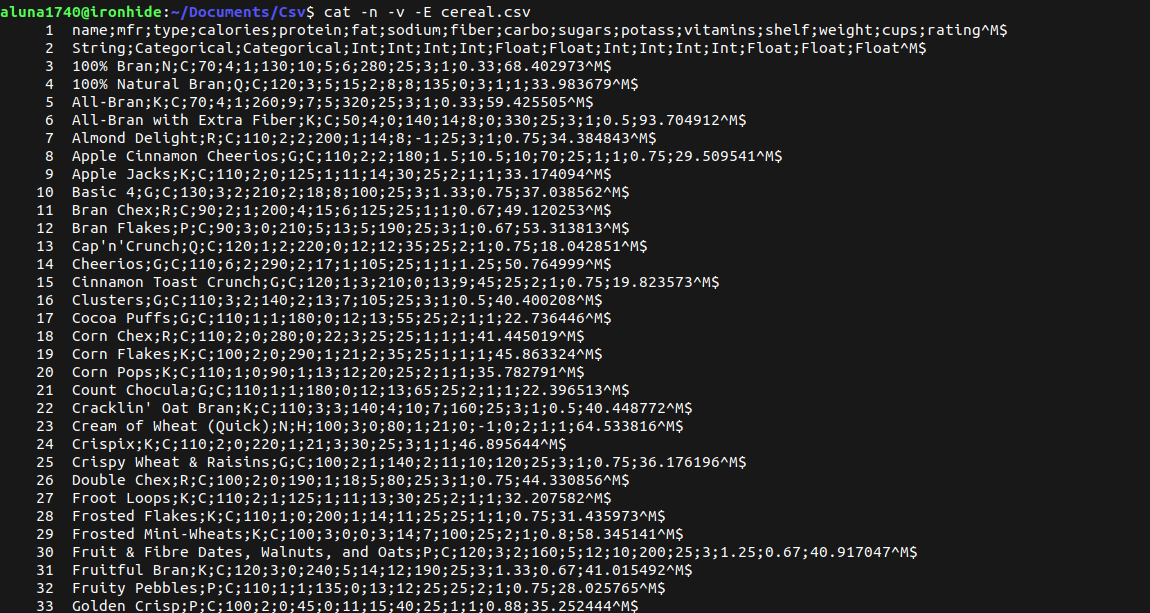 aluna1740@ironhide:~/Documents/Csv$ cat -n -v -E cereal.csv
1 name;mfr;type;calories;protein;fat;sodium;fiber;carbo;sugars;potass;vitamins;shelf;weight;cups;rating^M$
2 String;Categorical;Categorical;Int;Int;Int;Int;Float;Float;Int;Int;Int;Int;Float;Float;Float^M$
3 100% Bran;N;C;70;4;1;130;10;5;6;280;25;3;1;0.33;68.402973^M$
4 100% Natural Bran;Q;C;120;3;5;15;2;8;8;135;0;3;1;1;33.983679^M$
5 All-Bran;K;C;70;4;1;260;9;7;5;320;25;3;1;0.33;59.425505^M$
6 All-Bran with Extra Fiber;K;C;50;4;0;140;14;8;0;330;25;3;1;0.5;93.704912^M$
7 Almond Delight;R;C;110;2;2;200;1;14;8;-1;25;3;1;0.75;34.384843^M$
8 Apple Cinnamon Cheerios;G;C;110;2;2;180;1.5;10.5;10;70;25;1;1;0.75;29.509541^M$
9 Apple Jacks;K;C;110;2;0;125;1;11;14;30;25;2;1;1;33.174094^M$
10 Basic 4;G;C;130;3;2;210;2;18;8;100;25;3;1.33;0.75;37.038562^M$
11 Bran Chex;R;C;90;2;1;200;4;15;6;125;25;1;1;0.67;49.120253^M$
12 Bran Flakes;P;C;90;3;0;210;5;13;5;190;25;3;1;0.67;53.313813^M$
13 Cap'n'Crunch;Q;C;120;1;2;220;0;12;12;35;25;2;1;0.75;18.042851^M$
14 Cheerios;G;C;110;6;2;290;2;17;1;105;25;1;1;1.25;50.764999^M$
15 Cinnamon Toast Crunch;G;C;120;1;3;210;0;13;9;45;25;2;1;0.75;19.823573^M$
16 Clusters;G;C;110;3;2;140;2;13;7;105;25;3;1;0.5;40.400208^M$
17 Cocoa Puffs;G;C;110;1;1;180;0;12;13;55;25;2;1;1;22.736446^M$
18 Corn Chex;R;C;110;2;0;280;0;22;3;25;25;1;1;1;41.445019^M$
19 Corn Flakes;K;C;100;2;0;290;1;21;2;35;25;1;1;1;45.863324^M$
20 Corn Pops;K;C;110;1;0;90;1;13;12;20;25;2;1;1;35.782791^M$
21 Count Chocula;G;C;110;1;1;180;0;12;13;65;25;2;1;1;22.396513^M$
22 Cracklin' Oat Bran;K;C;110;3;3;140;4;10;7;160;25;3;1;0.5;40.448772^M$
23 Cream of Wheat (Quick);N;H;100;3;0;80;1;21;0;-1;0;2;1;1;64.533816^M$
24 Crispix;K;C;110;2;0;220;1;21;3;30;25;3;1;1;46.895644^M$
25 Crispy Wheat & Raisins;G;C;100;2;1;140;2;11;10;120;25;3;1;0.75;36.176196^M$
26 Double Chex;R;C;100;2;0;190;1;18;5;80;25;3;1;0.75;44.330856^M$
27 Froot Loops;K;C;110;2;1;125;1;11;13;30;25;2;1;1;32.207582^M$
28 Frosted Flakes;K;C;110;1;0;200;1;14;11;25;25;1;1;0.75;31.435973^M$
29 Frosted Mini-Wheats;K;C;100;3;0;0;3;14;7;100;25;2;1;0.8;58.345141^M$
30 Fruit & Fibre Dates, Walnuts, and Oats;P;C;120;3;2;160;5;12;10;200;25;3;1.25;0.67;40.917047^M$
31 Fruitful Bran;K;C;120;3;0;240;5;14;12;190;25;3;1.33;0.67;41.015492^M$
32 Fruity Pebbles;P;C;110;1;1;135;0;13;12;25;25;2;1;0.75;28.025765^M$
33 Golden Crisp;P;C;100;2;0;45;0;11;15;40;25;1;1;0.88;35.252444^M$